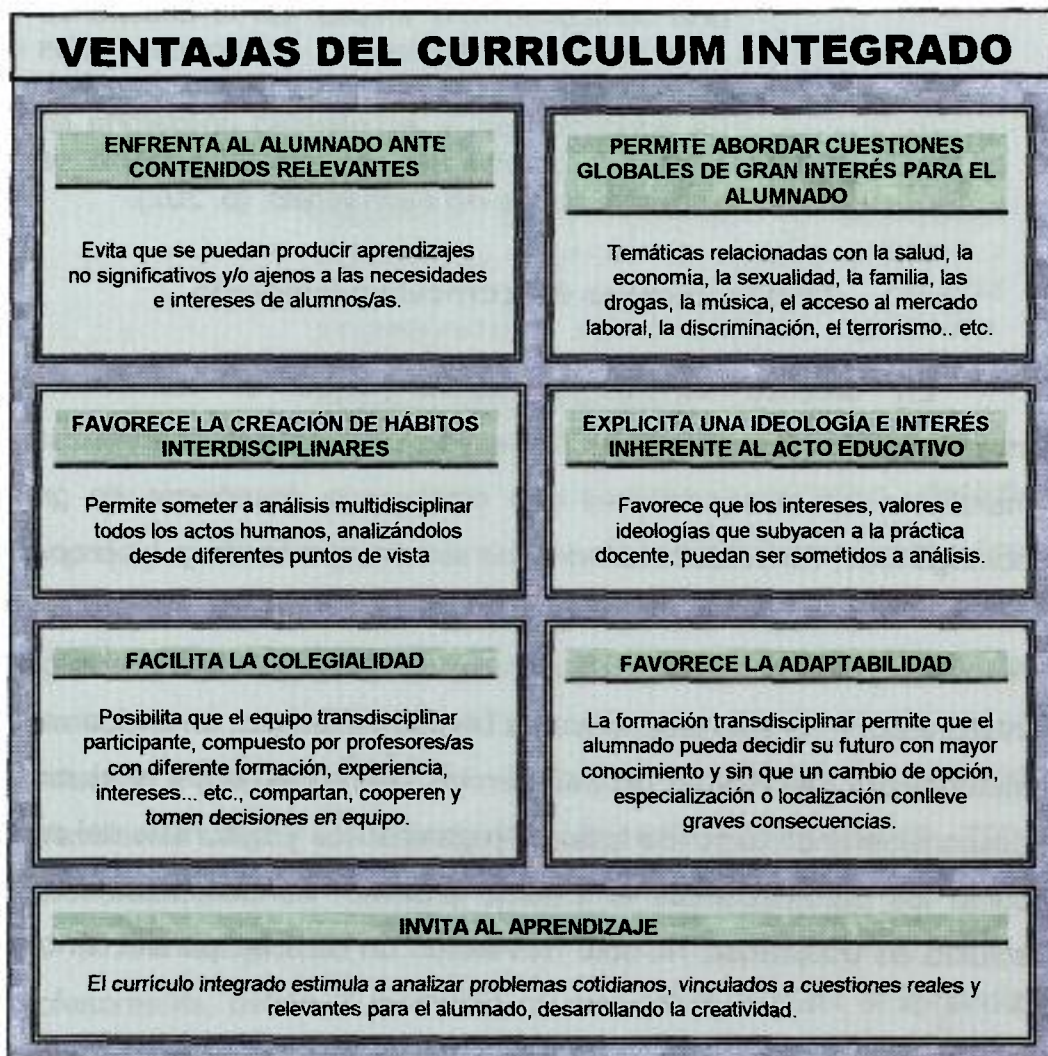 VENTAJAS DEL CURRICULUM INTEGRADO
ENFRENTA AL ALUMNADO ANTE
CONTENIDOS RELEVANTES
Evita que se puedan producir aprendizajes
no significativos y/o ajenos a las necesidades
e intereses de alumnos/as.
PERMITE ABORDAR CUESTIONES
GLOBALES DE GRAN INTERÉS PARA EL
ALUMNADO
Temáticas relacionadas con la salud, la
economía, la sexualidad, la familia, las
drogas, la música, el acceso al mercado
laboral, la discriminación, el terrorismo.. etc.
FAVORECE LA CREACIÓN DE HÁBITOS
INTERDISCIPLINARES
Permite someter a análisis multidisciplinar
todos los actos humanos, analizándolos
desde diferentes puntos de vista
EXPLICITA UNA IDEOLOGÍA E INTERÉS
INHERENTE AL ACTO EDUCATIVO
Favorece que los intereses, valores e
ideologías que subyacen a la práctica
docente, puedan ser sometidos a análisis.
FACILITA LA COLEGIALIDAD
Posibilita que el equipo transdisciplinar
participante, compuesto por profesores/as
con diferente formación, experiencia,
intereses... etc., compartan, cooperen y
tomen decisiones en equipo.
FAVORECE LA ADAPTABILIDAD
La formación transdisciplinar permite que el
alumnado pueda decidir su futuro con mayor
conocimiento y sin que un cambio de opción,
especialización o localización conlleve
graves consecuencias.
INVITA AL APRENDIZAJE
El currículo integrado estimula a analizar problemas cotidianos, vinculados a cuestiones reales y
relevantes para el alumnado, desarrollando la creatividad.